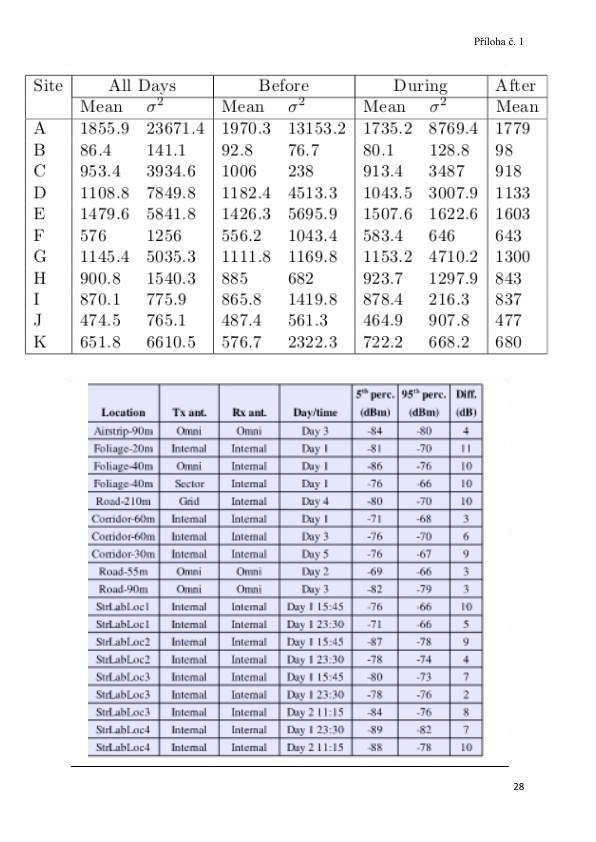 Příloha č. 1
Site All Days Before During After
Mean σ² Mean σ² Mean σ² Mean
A 1855.9 23671.4 1970.3 13153.2 1735.2 8769.4 1779
B 86.4 141.1 92.8 76.7 80.1 128.8 98
C 953.4 3934.6 1006 238 913.4 3487 918
D 1108.8 7849.8 1182.4 4513.3 1043.5 3007.9 1133
E 1479.6 5841.8 1426.3 5695.9 1507.6 1622.6 1603
F 576 1256 556.2 1043.4 583.4 646 643
G 1145.4 5035.3 1111.8 1169.8 1153.2 4710.2 1300
H 900.8 1540.3 885 682 923.7 1297.9 843
I 870.1 775.9 865.8 1419.8 878.4 216.3 837
J 474.5 765.1 487.4 561.3 464.9 907.8 477
K 651.8 6610.5 576.7 2322.3 722.2 668.2 680
5th perc. 95th perc. Diff.
Location Tx ant. Rx ant. Day/time (dBm) (dBm) (dB)
Airstrip-90m Omni Omni Day 3 -84 -80 4
Foliage-20m Internal Internal Day 1 -81 -70 11
Foliage-40m Omni Internal Day 1 -86 -76 10
Foliage-40m Sector Internal Day 1 -76 -66 10
Road-210m Grid Internal Day 4 -80 -70 10
Corridor-60m Internal Internal Day 1 -71 -68 3
Corridor-60m Internal Internal Day 3 -76 -70 6
Corridor-30m Internal Internal Day 5 -76 -67 9
Road-55m Omni Omni Day 2 -69 -66 3
Road-90m Omni Omni Day 3 -82 -79 3
StrLabLoc1 Internal Internal Day 1 15:45 -76 -66 10
StrLabLoc1 Internal Internal Day 1 23:30 -71 -66 5
StrLabLoc2 Internal Internal Day 1 15:45 -87 -78 9
StrLabLoc2 Internal Internal Day 1 23:30 -78 -74 4
StrLabLoc3 Internal Internal Day 1 15:45 -80 -73 7
StrLabLoc3 Internal Internal Day 1 23:30 -78 -76 2
StrLabLoc3 Internal Internal Day 2 11:15 -84 -76 8
StrLabLoc4 Internal Internal Day 1 23:30 -89 -82 7
StrLabLoc4 Internal Internal Day 2 11:15 -88 -78 10
28